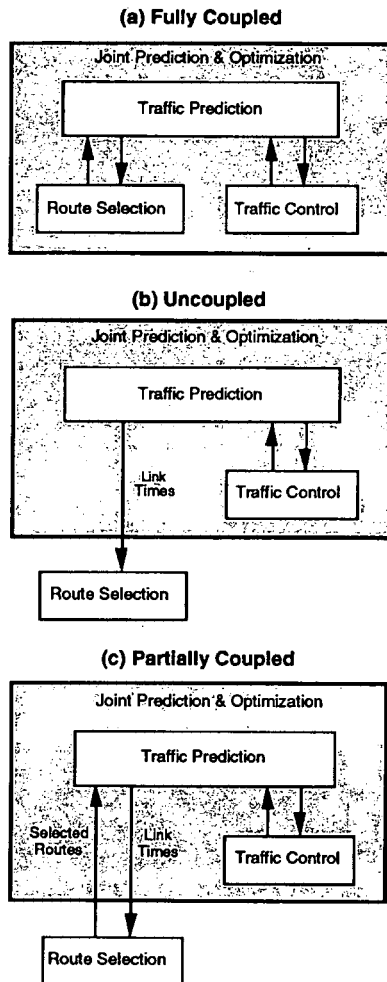 (a) Fully Coupled
Joint Prediction & Optimization
Traffic Prediction
Route Selection
Traffic Control
(b) Uncoupled
Joint Prediction & Optimization
Traffic Prediction
Link
Times
Traffic Control
Route Selection
(c) Partially Coupled
Joint Prediction & Optimization
Traffic Prediction
Selected
Routes
Link
Times
Traffic Control
Route Selection